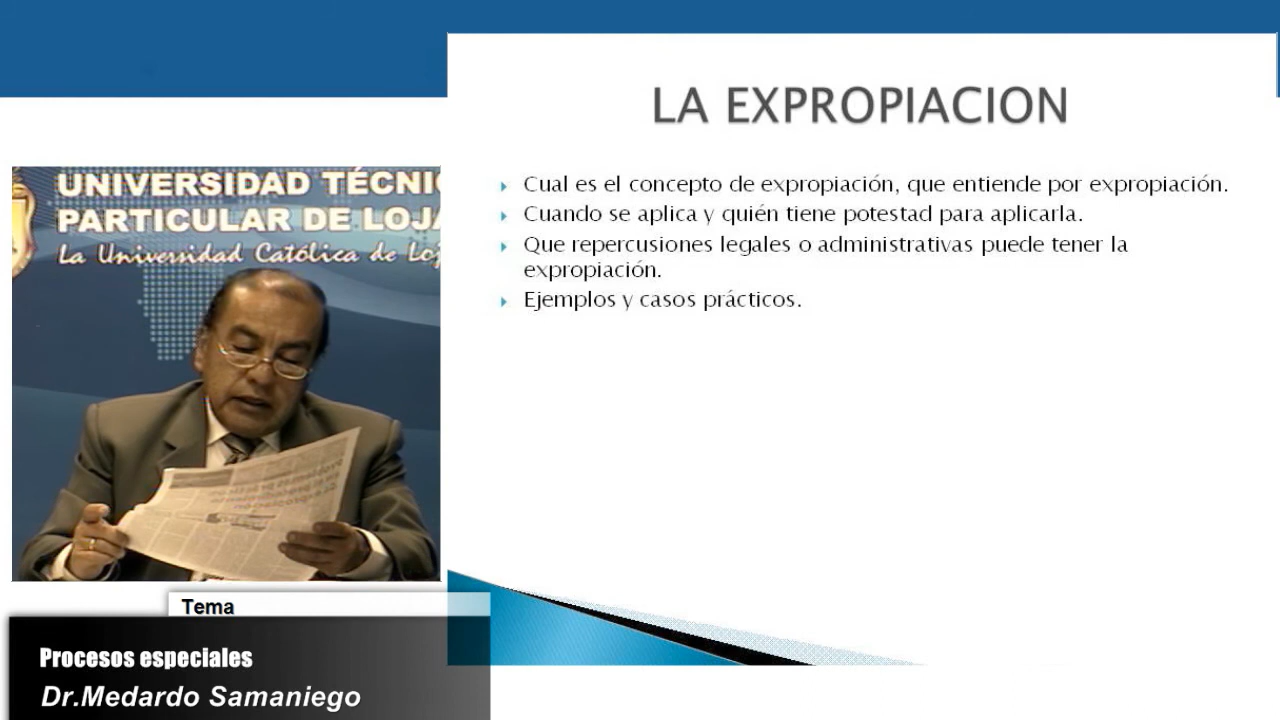 LA EXPROPIACION
Cual es el concepto de expropiación, que entiende por expropiación.
Cuando se aplica y quién tiene potestad para aplicarla.
Que repercusiones legales o administrativas puede tener la
expropiación.
Ejemplos y casos prácticos.
UNIVERSIDAD TÉCNI
PARTICULAR DE LOJA
La Universidad Católica de Loj
Tema
Procesos especiales
Dr.Medardo Samaniego